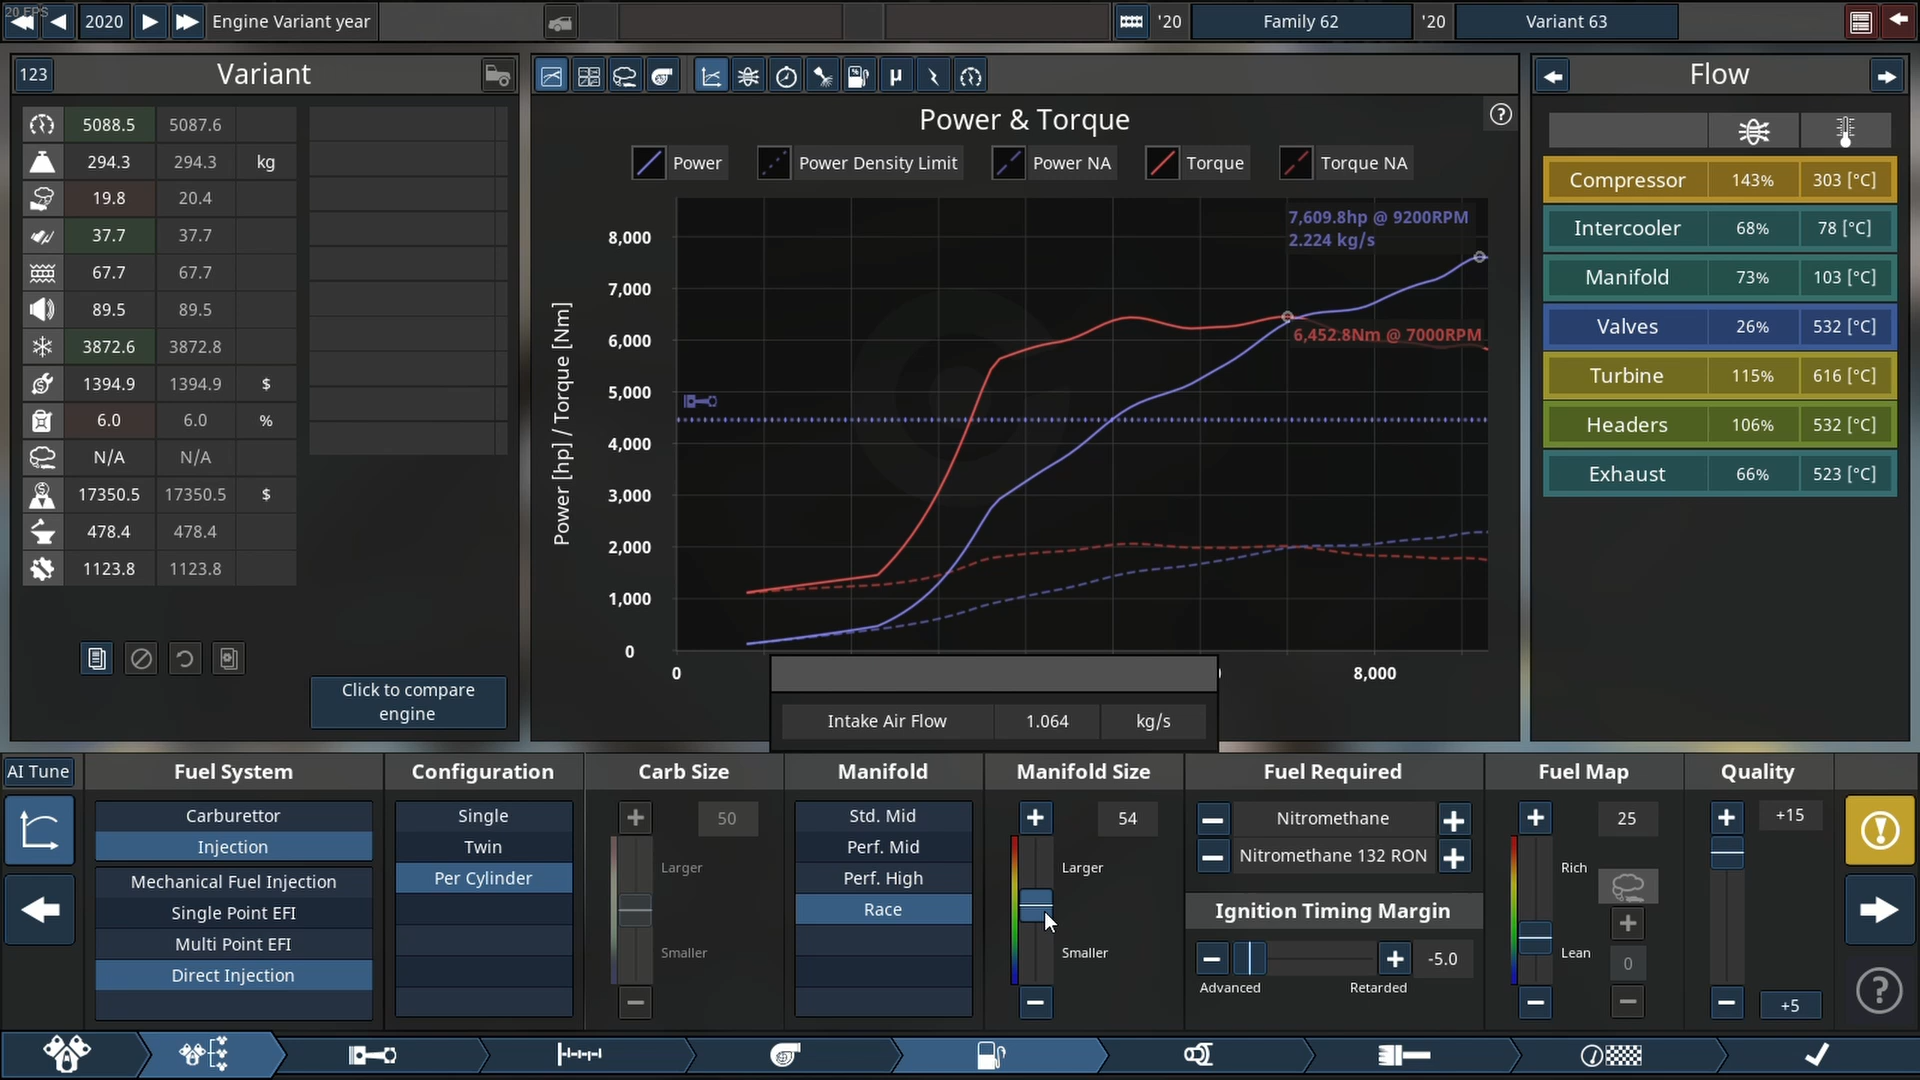 20 FPS
2020
Engine Variant year
'20
Family 62
'20
Variant 63
123
Variant
5088.5 5087.6
294.3 294.3 kg
19.8 20.4
37.7 37.7
67.7 67.7
89.5 89.5
3872.6 3872.8
1394.9 1394.9 $
6.0 6.0 %
N/A N/A
17350.5 17350.5 $
478.4 478.4
1123.8 1123.8
Click to compare
engine
Power & Torque
?
Power
Power Density Limit
Power NA
Torque
Torque NA
7,609.8hp @ 9200RPM
2.224 kg/s
6,452.8Nm @ 7000RPM
Power [hp] / Torque [Nm]
8,000
7,000
6,000
5,000
4,000
3,000
2,000
1,000
0
0
8,000
Intake Air Flow 1.064 kg/s
Flow
Compressor 143% 303 [°C]
Intercooler 68% 78 [°C]
Manifold 73% 103 [°C]
Valves 26% 532 [°C]
Turbine 115% 616 [°C]
Headers 106% 532 [°C]
Exhaust 66% 523 [°C]
AI Tune
Fuel System
Carburettor
Injection
Mechanical Fuel Injection
Single Point EFI
Multi Point EFI
Direct Injection
Configuration
Single
Twin
Per Cylinder
Carb Size
50
Larger
Smaller
Manifold
Std. Mid
Perf. Mid
Perf. High
Race
Manifold Size
54
Larger
Smaller
Fuel Required
Nitromethane
Nitromethane 132 RON
Ignition Timing Margin
-5.0
Advanced Retarded
Fuel Map
25
Rich
Lean
0
Quality
+15
+5
?